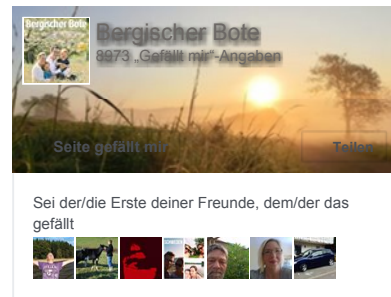 Bergischer Bote
Bergischer Bote
8973 „Gefällt mir“-Angaben
Seite gefällt mir
Teilen
Sei der/die Erste deiner Freunde, dem/der das
gefällt